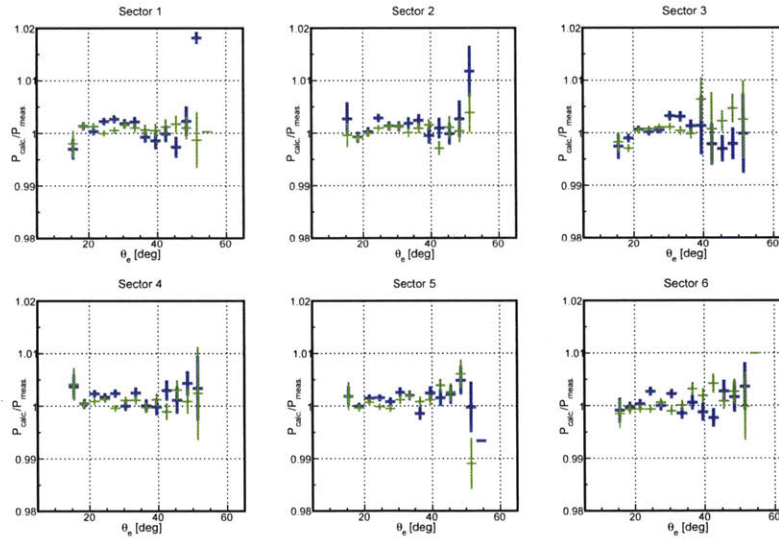 Sector 1
Sector 2
Sector 3
1.02
1.01
1
0.99
0.98
P_calc./P_meas.
20
40
60
θ_e [deg]
1.02
1.01
1
0.99
0.98
P_calc./P_meas.
20
40
60
θ_e [deg]
1.02
1.01
1
0.99
0.98
P_calc./P_meas.
20
40
60
θ_e [deg]
Sector 4
Sector 5
Sector 6
1.02
1.01
1
0.99
0.98
P_calc./P_meas.
20
40
60
θ_e [deg]
1.02
1.01
1
0.99
0.98
P_calc./P_meas.
20
40
60
θ_e [deg]
1.02
1.01
1
0.99
0.98
P_calc./P_meas.
20
40
60
θ_e [deg]